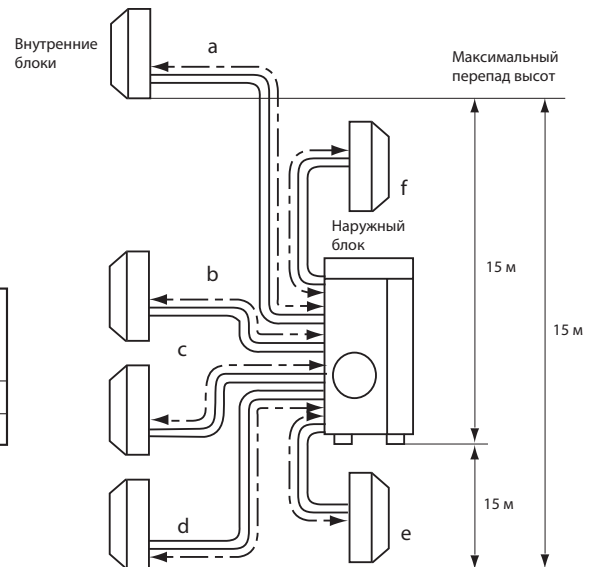 Внутренние
блоки
a
Максимальный
перепад высот
f
Наружный
блок
b
15 м
15 м
c
15 м
d
e